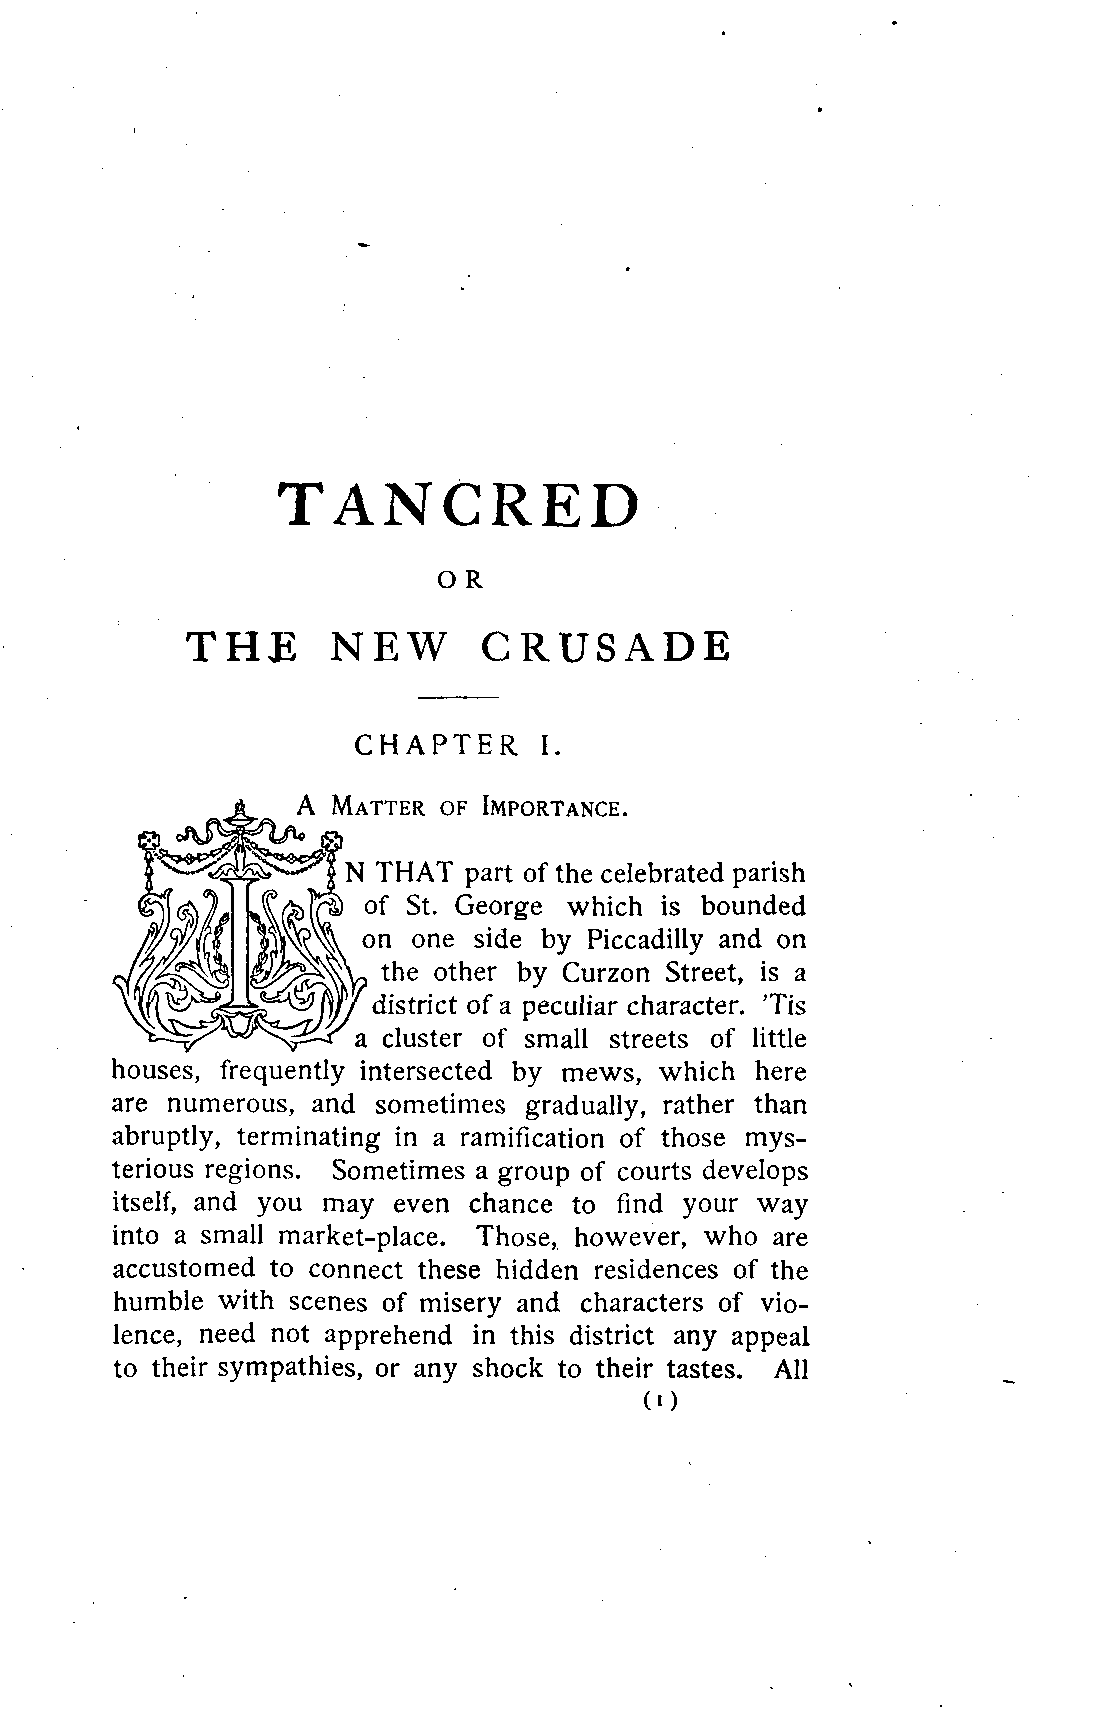 TANCRED
OR
THE NEW CRUSADE
CHAPTER I.
A MATTER OF IMPORTANCE.
IN THAT part of the celebrated parish
of St. George which is bounded
on one side by Piccadilly and on
the other by Curzon Street, is a
district of a peculiar character. 'Tis
a cluster of small streets of little
houses, frequently intersected by mews, which here
are numerous, and sometimes gradually, rather than
abruptly, terminating in a ramification of those mys-
terious regions. Sometimes a group of courts develops
itself, and you may even chance to find your way
into a small market-place. Those, however, who are
accustomed to connect these hidden residences of the
humble with scenes of misery and characters of vio-
lence, need not apprehend in this district any appeal
to their sympathies, or any shock to their tastes. All
(1)